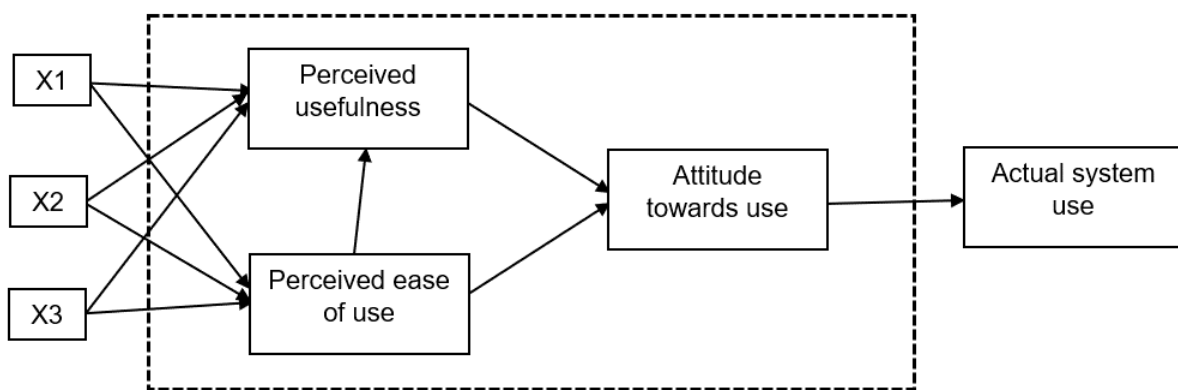 X1
X2
X3
Perceived
usefulness
Perceived ease
of use
Attitude
towards use
Actual system
use